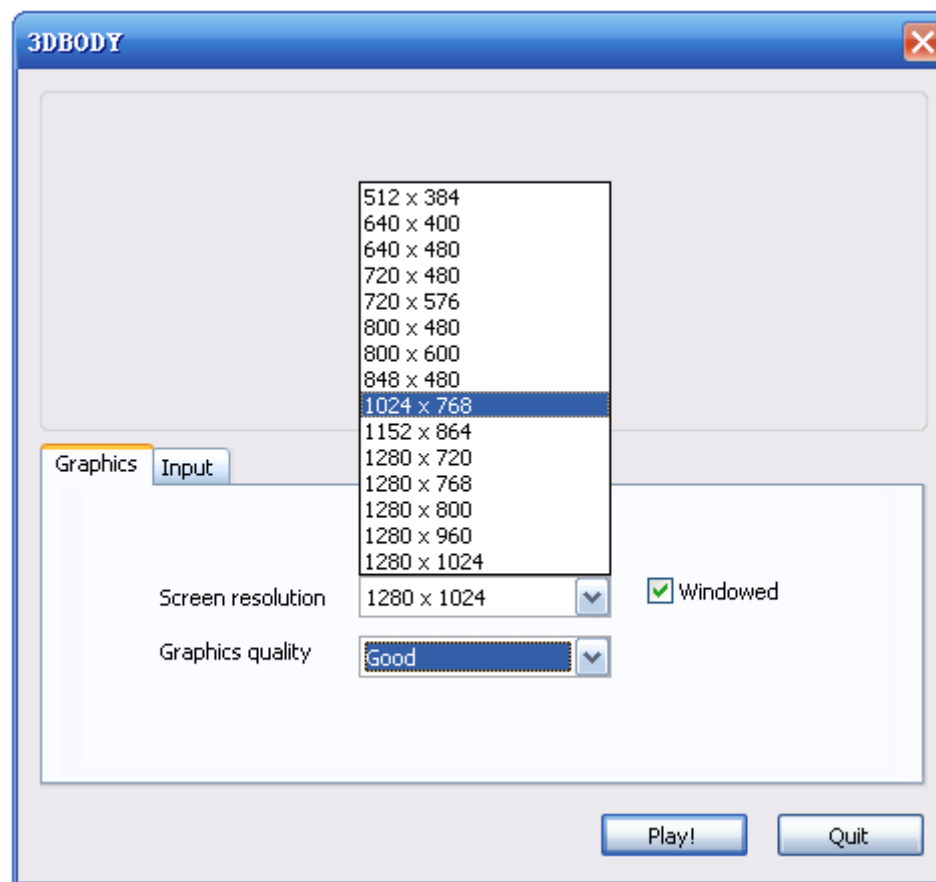 3DBODY
512 x 384
640 x 400
640 x 480
720 x 480
720 x 576
800 x 480
800 x 600
848 x 480
1024 x 768
1152 x 864
1280 x 720
1280 x 768
1280 x 800
1280 x 960
1280 x 1024
Graphics
Input
Screen resolution
1280 x 1024
Windowed
Graphics quality
Good
Play!
Quit